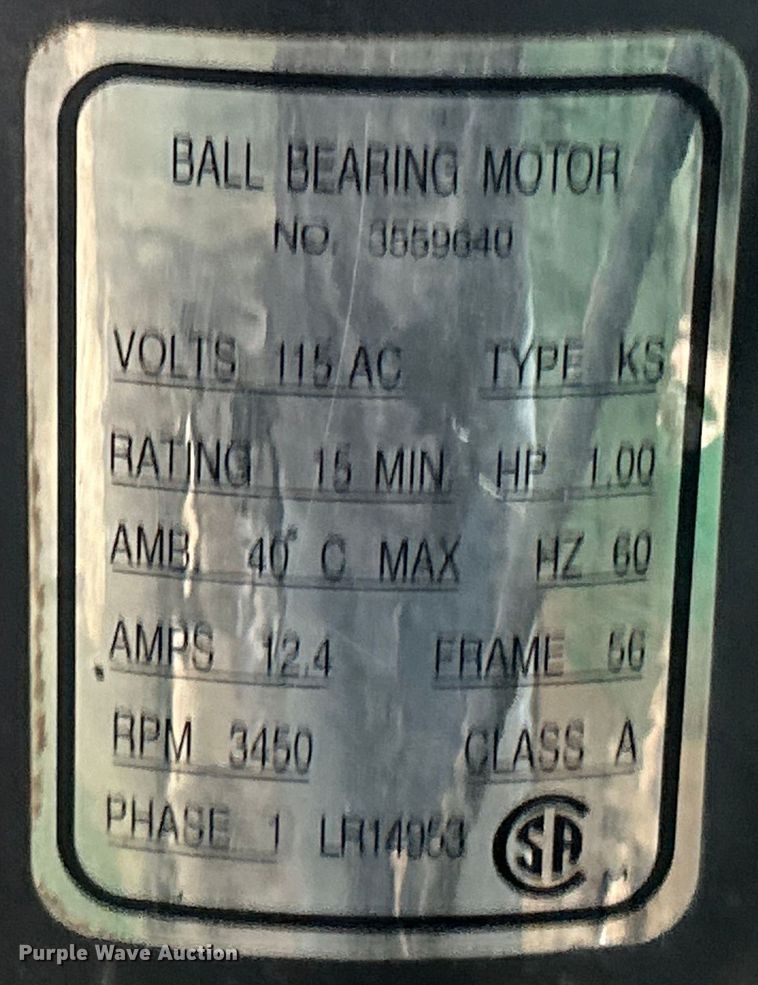 BALL BEARING MOTOR
NO. 3559640
VOLTS 115 AC TYPE KS
RATING 15 MIN. HP 1.00
AMB. 40° C MAX HZ 60
AMPS 12.4 FRAME 56
RPM 3450 CLASS A
PHASE 1 LR14953 CSA
Purple Wave Auction